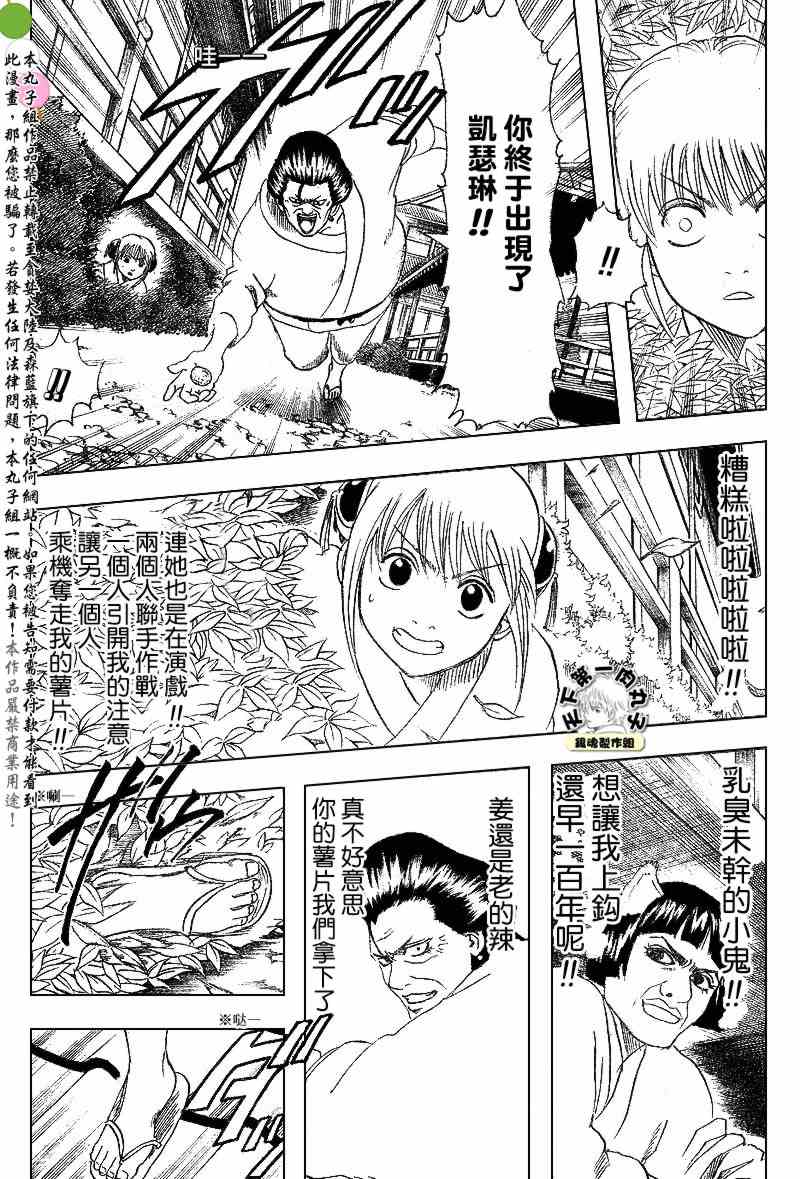 !!
你終于出現了
凱瑟琳!!
哇——
!!
糟糕啦啦啦啦啦!!
連她也是在演戲!!
兩個人聯手作戰
一個人引開我的注意
讓另一個人
乘機奪走我的薯片!!
天下第一肉丸子
銀魂製作組
乳臭未幹的小鬼!!
想讓我上鈎
還早一百年呢!!
姜還是老的辣
真不好意思
你的薯片我們拿下了
※唰—
※哒—
本丸子組作品禁止轉載至貪婪大陸及森藍旗下的任何網站。如果您被告知需要付款才能看到
此漫畫，那麼您被騙了。若發生任何法律問題，本丸子組一概不負責！本作品嚴禁商業用途！